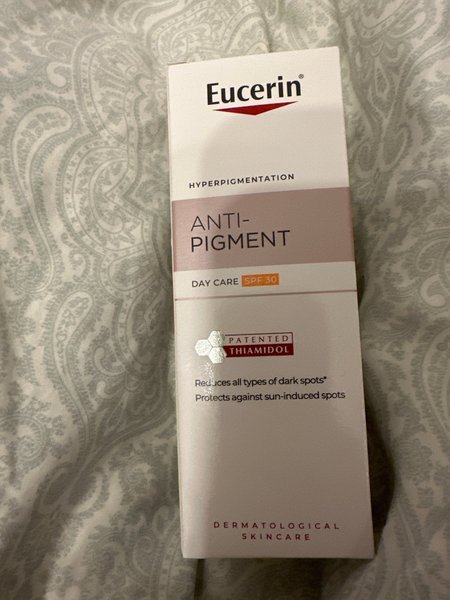 Eucerin®
HYPERPIGMENTATION
ANTI-
PIGMENT
DAY CARE SPF 30
PATENTED
THIAMIDOL
Reduces all types of dark spots*
Protects against sun-induced spots
DERMATOLOGICAL
SKINCARE